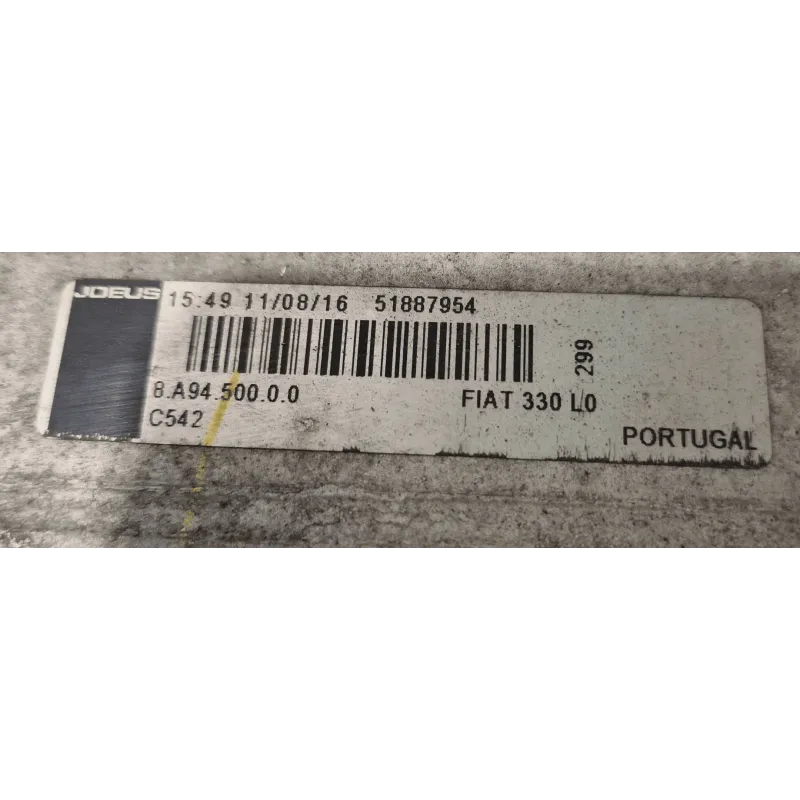 JDEUS 15:49 11/08/16 51887954
299
8.A94.500.0.0 FIAT 330 L0
C542
PORTUGAL